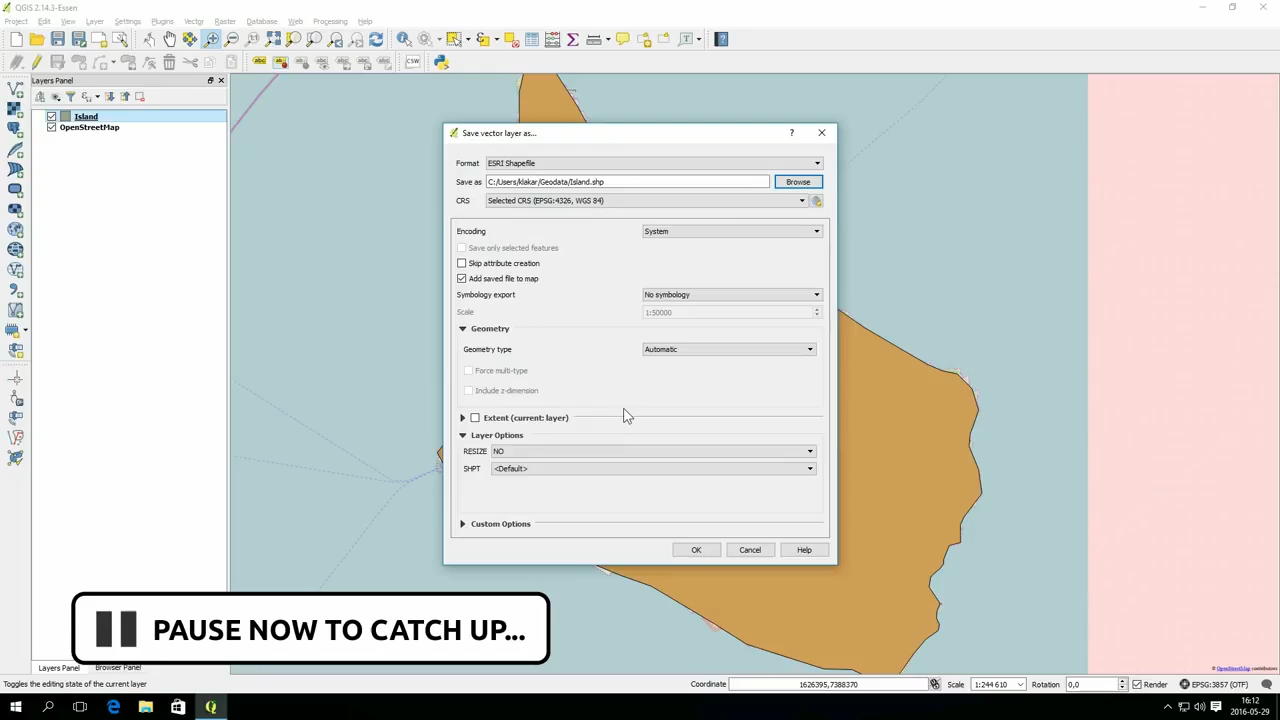 QGIS 2.14.3-Essen
Project Edit View Layer Settings Plugins Vector Raster Database Web Processing Help
abc abc CSW
Layers Panel
Island
OpenStreetMap
Save vector layer as...
? ×
Format ESRI Shapefile
Save as C:/Users/klakar/Geodata/Island.shp Browse
CRS Selected CRS (EPSG:4326, WGS 84)
Encoding System
Save only selected features
Skip attribute creation
Add saved file to map
Symbology export No symbology
Scale 1:50000
Geometry
Geometry type Automatic
Force multi-type
Include z-dimension
Extent (current: layer)
Layer Options
RESIZE NO
SHPT <Default>
Custom Options
OK Cancel Help
PAUSE NOW TO CATCH UP...
© OpenStreetMap contributors
Layers Panel Browser Panel
Toggles the editing state of the current layer Coordinate 1626395,7388370 Scale 1:244 610 Rotation 0,0 Render EPSG:3857 (OTF)
16:12
2016-05-29